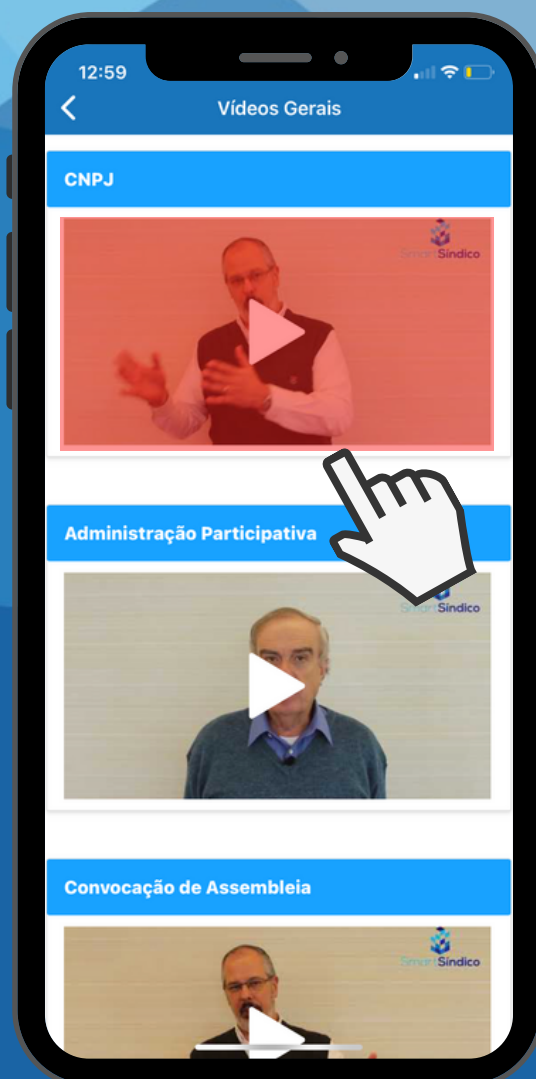 12:59
Vídeos Gerais
CNPJ
SmartSíndico
Administração Participativa
SmartSíndico
Convocação de Assembleia
SmartSíndico